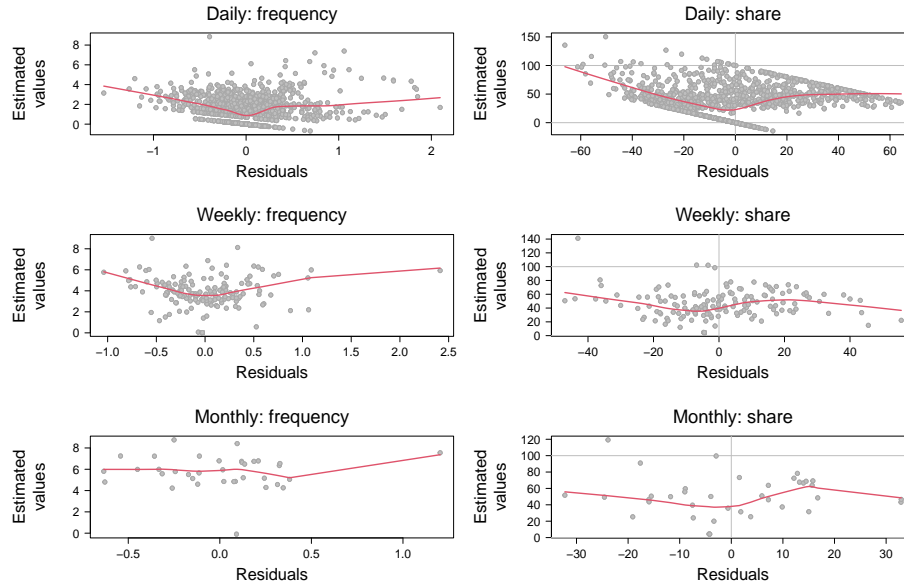 Daily: frequency
Estimated
values
8
6
4
2
0
−1
0
1
2
Residuals
Daily: share
Estimated
values
150
100
50
0
−60
−40
−20
0
20
40
60
Residuals
Weekly: frequency
Estimated
values
8
6
4
2
0
−1.0
−0.5
0.0
0.5
1.0
1.5
2.0
2.5
Residuals
Weekly: share
Estimated
values
140
120
100
80
60
40
20
0
−40
−20
0
20
40
Residuals
Monthly: frequency
Estimated
values
8
6
4
2
0
−0.5
0.0
0.5
1.0
Residuals
Monthly: share
Estimated
values
120
100
80
60
40
20
0
−30
−20
−10
0
10
20
30
Residuals